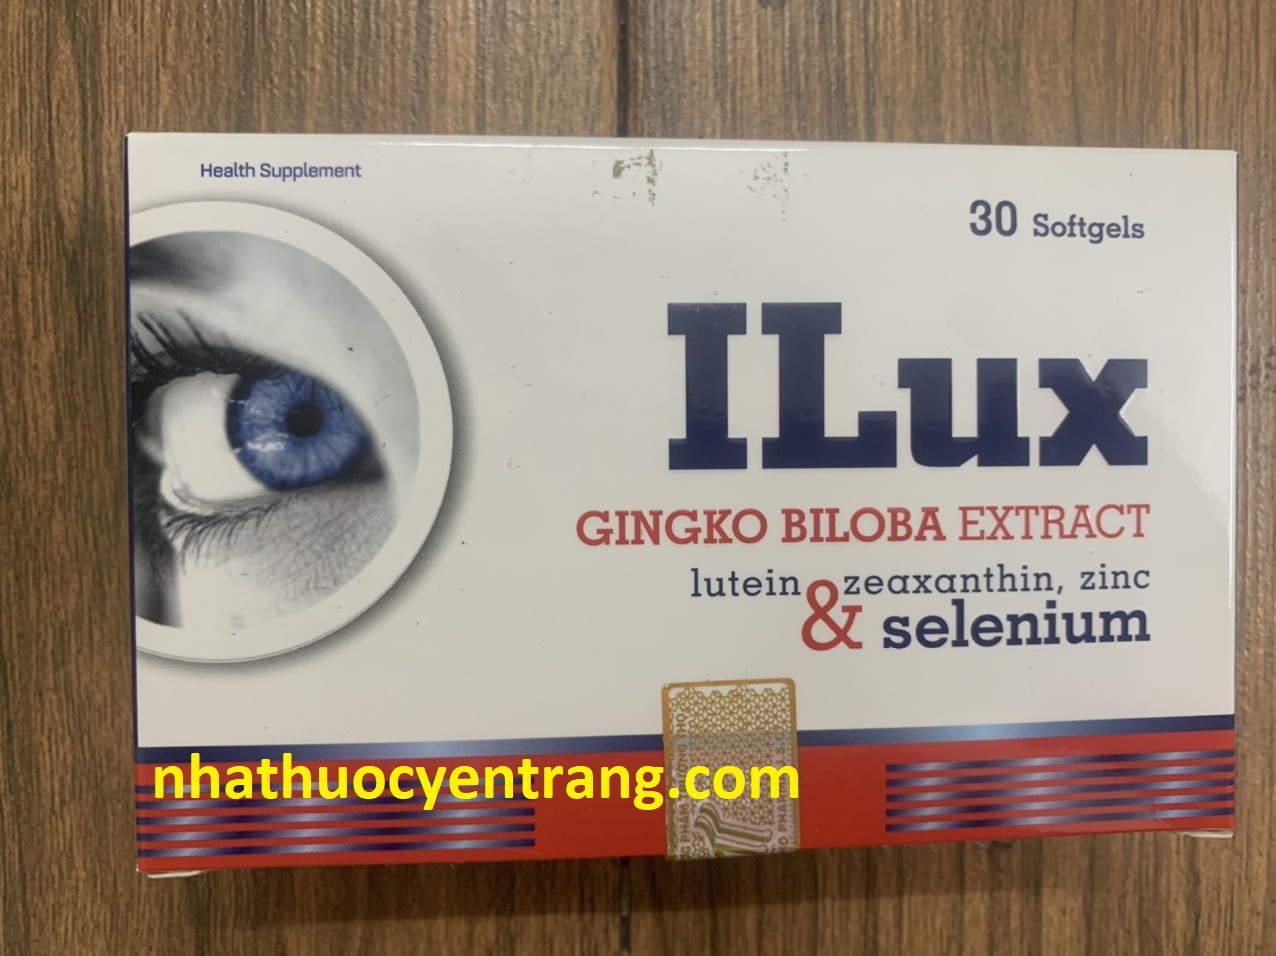 Health Supplement
30 Softgels
ILux
GINGKO BILOBA EXTRACT
lutein & zeaxanthin, zinc
selenium
nhathuocyentrang.com